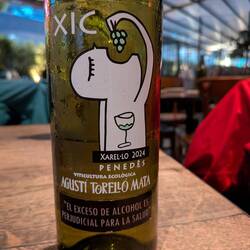 XIC
XAREL·LO 2024
PENEDÈS
VITICULTURA ECOLÒGICA
AGUSTÍ TORELLÓ MATA
"EL EXCESO DE ALCOHOL ES
PERJUDICIAL PARA LA SALUD"